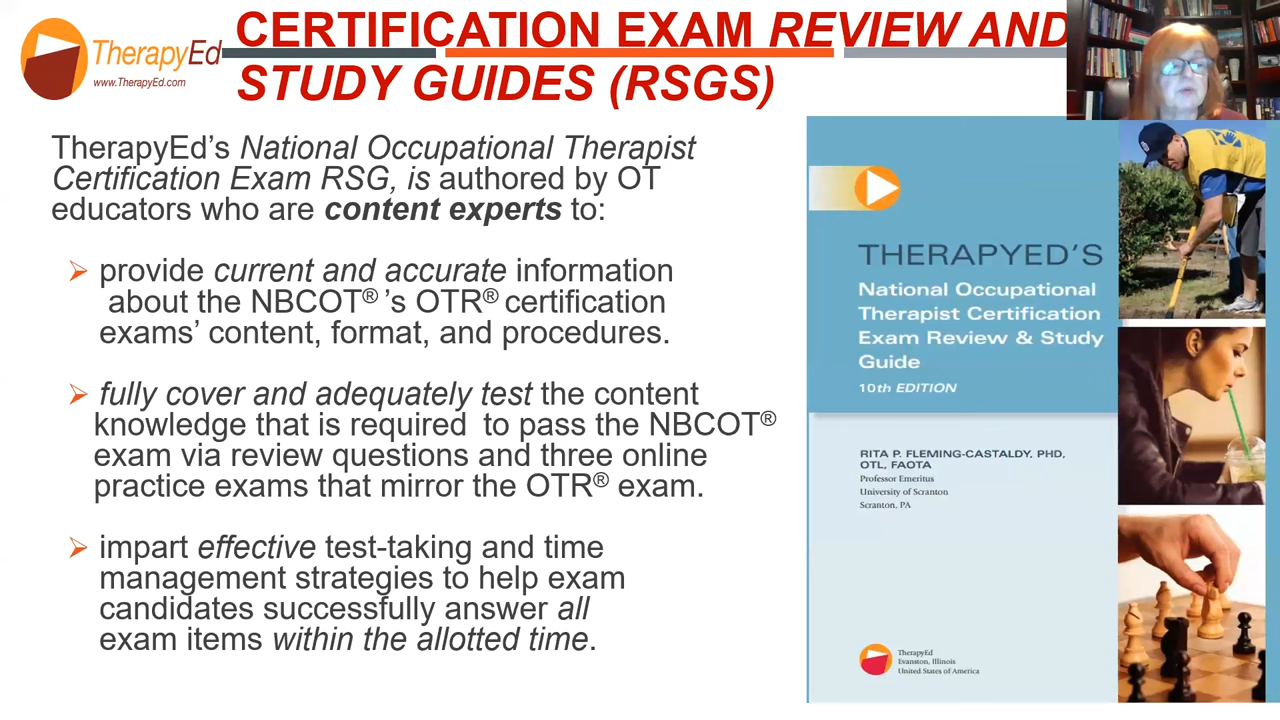 TherapyEd
www.TherapyEd.com
CERTIFICATION EXAM REVIEW AND
STUDY GUIDES (RSGS)
TherapyEd’s National Occupational Therapist
Certification Exam RSG, is authored by OT
educators who are content experts to:
➢ provide current and accurate information
about the NBCOT® ’s OTR® certification
exams’ content, format, and procedures.
➢ fully cover and adequately test the content
knowledge that is required to pass the NBCOT®
exam via review questions and three online
practice exams that mirror the OTR® exam.
➢ impart effective test-taking and time
management strategies to help exam
candidates successfully answer all
exam items within the allotted time.
THERAPYED'S
National Occupational
Therapist Certification
Exam Review & Study
Guide
10th EDITION
RITA P. FLEMING-CASTALDY, PHD,
OTL, FAOTA
Professor Emeritus
University of Scranton
Scranton, PA
TherapyEd
Evanston, Illinois
United States of America